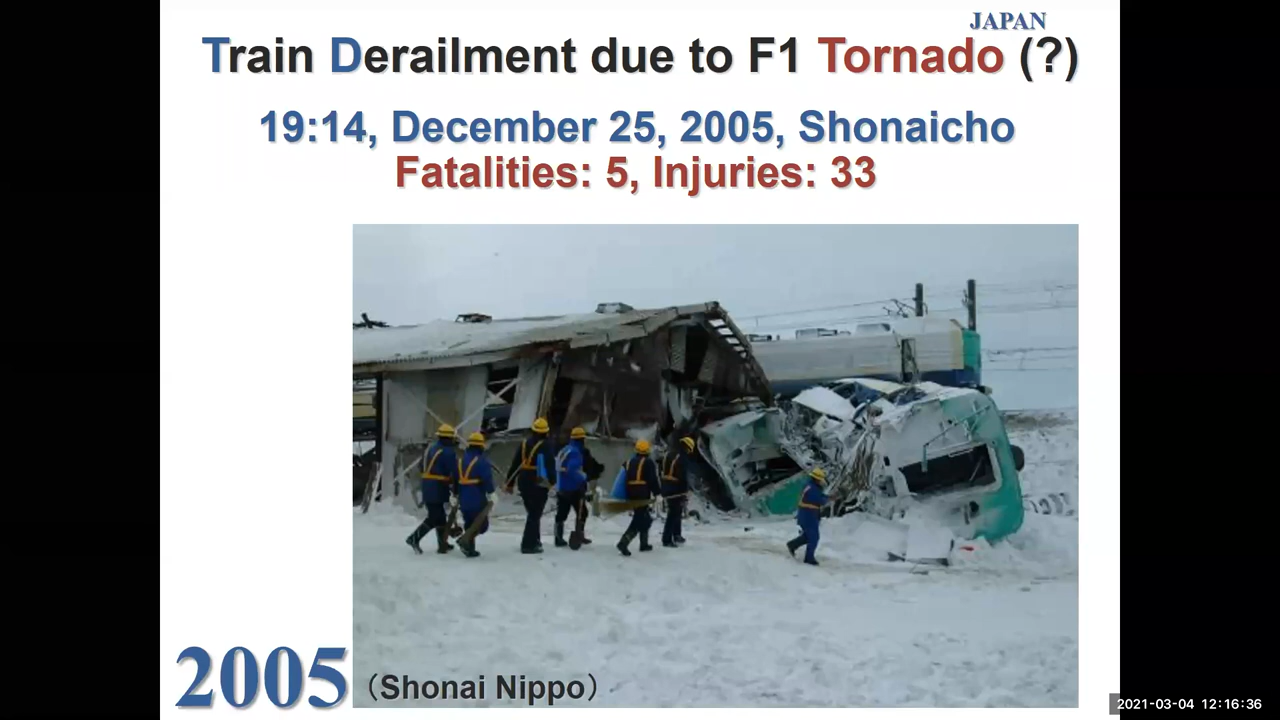 JAPAN
Train Derailment due to F1 Tornado (?)
19:14, December 25, 2005, Shonaicho
Fatalities: 5, Injuries: 33
2005
（Shonai Nippo）
2021-03-04 12:16:36